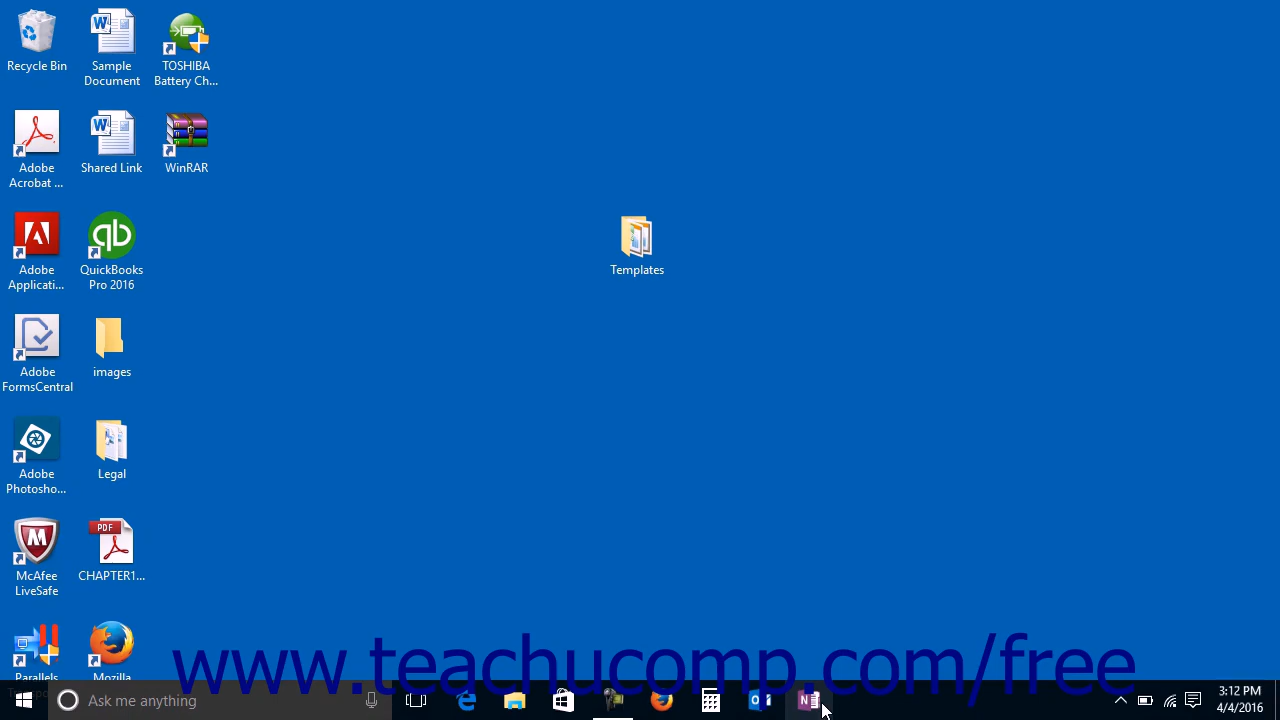 Recycle Bin
Sample
Document
TOSHIBA
Battery Ch...
Adobe
Acrobat ...
Shared Link
WinRAR
Adobe
Applicati...
QuickBooks
Pro 2016
Templates
Adobe
FormsCentral
images
Adobe
Photosho...
Legal
McAfee
LiveSafe
PDF
CHAPTER1...
Parallels
Mozilla
www.teachucomp.com/free
Ask me anything
3:12 PM
4/4/2016